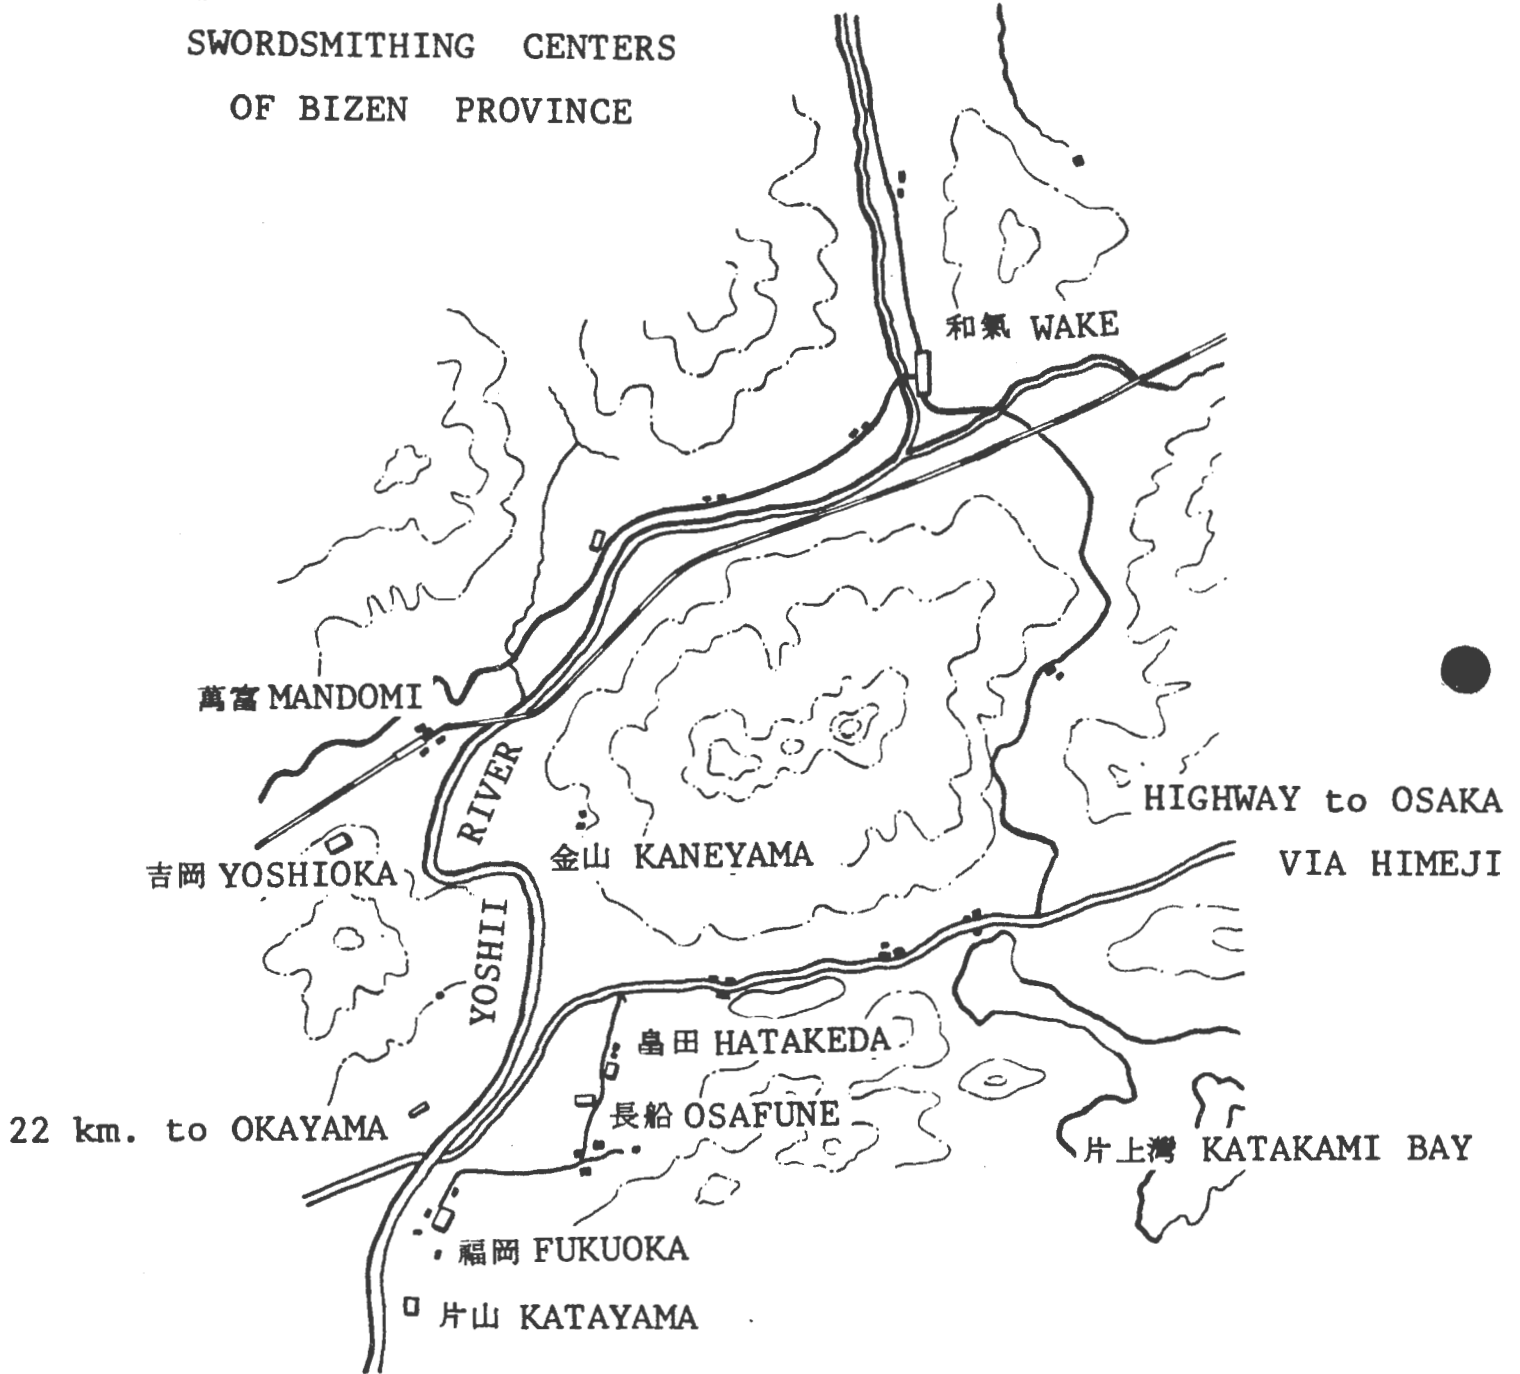 SWORDSMITHING CENTERS
OF BIZEN PROVINCE
和氣 WAKE
萬富 MANDOMI
RIVER
HIGHWAY to OSAKA
金山 KANEYAMA
VIA HIMEJI
吉岡 YOSHIOKA
YOSHII
畠田 HATAKEDA
長船 OSAFUNE
22 km. to OKAYAMA
片上灣 KATAKAMI BAY
福岡 FUKUOKA
片山 KATAYAMA